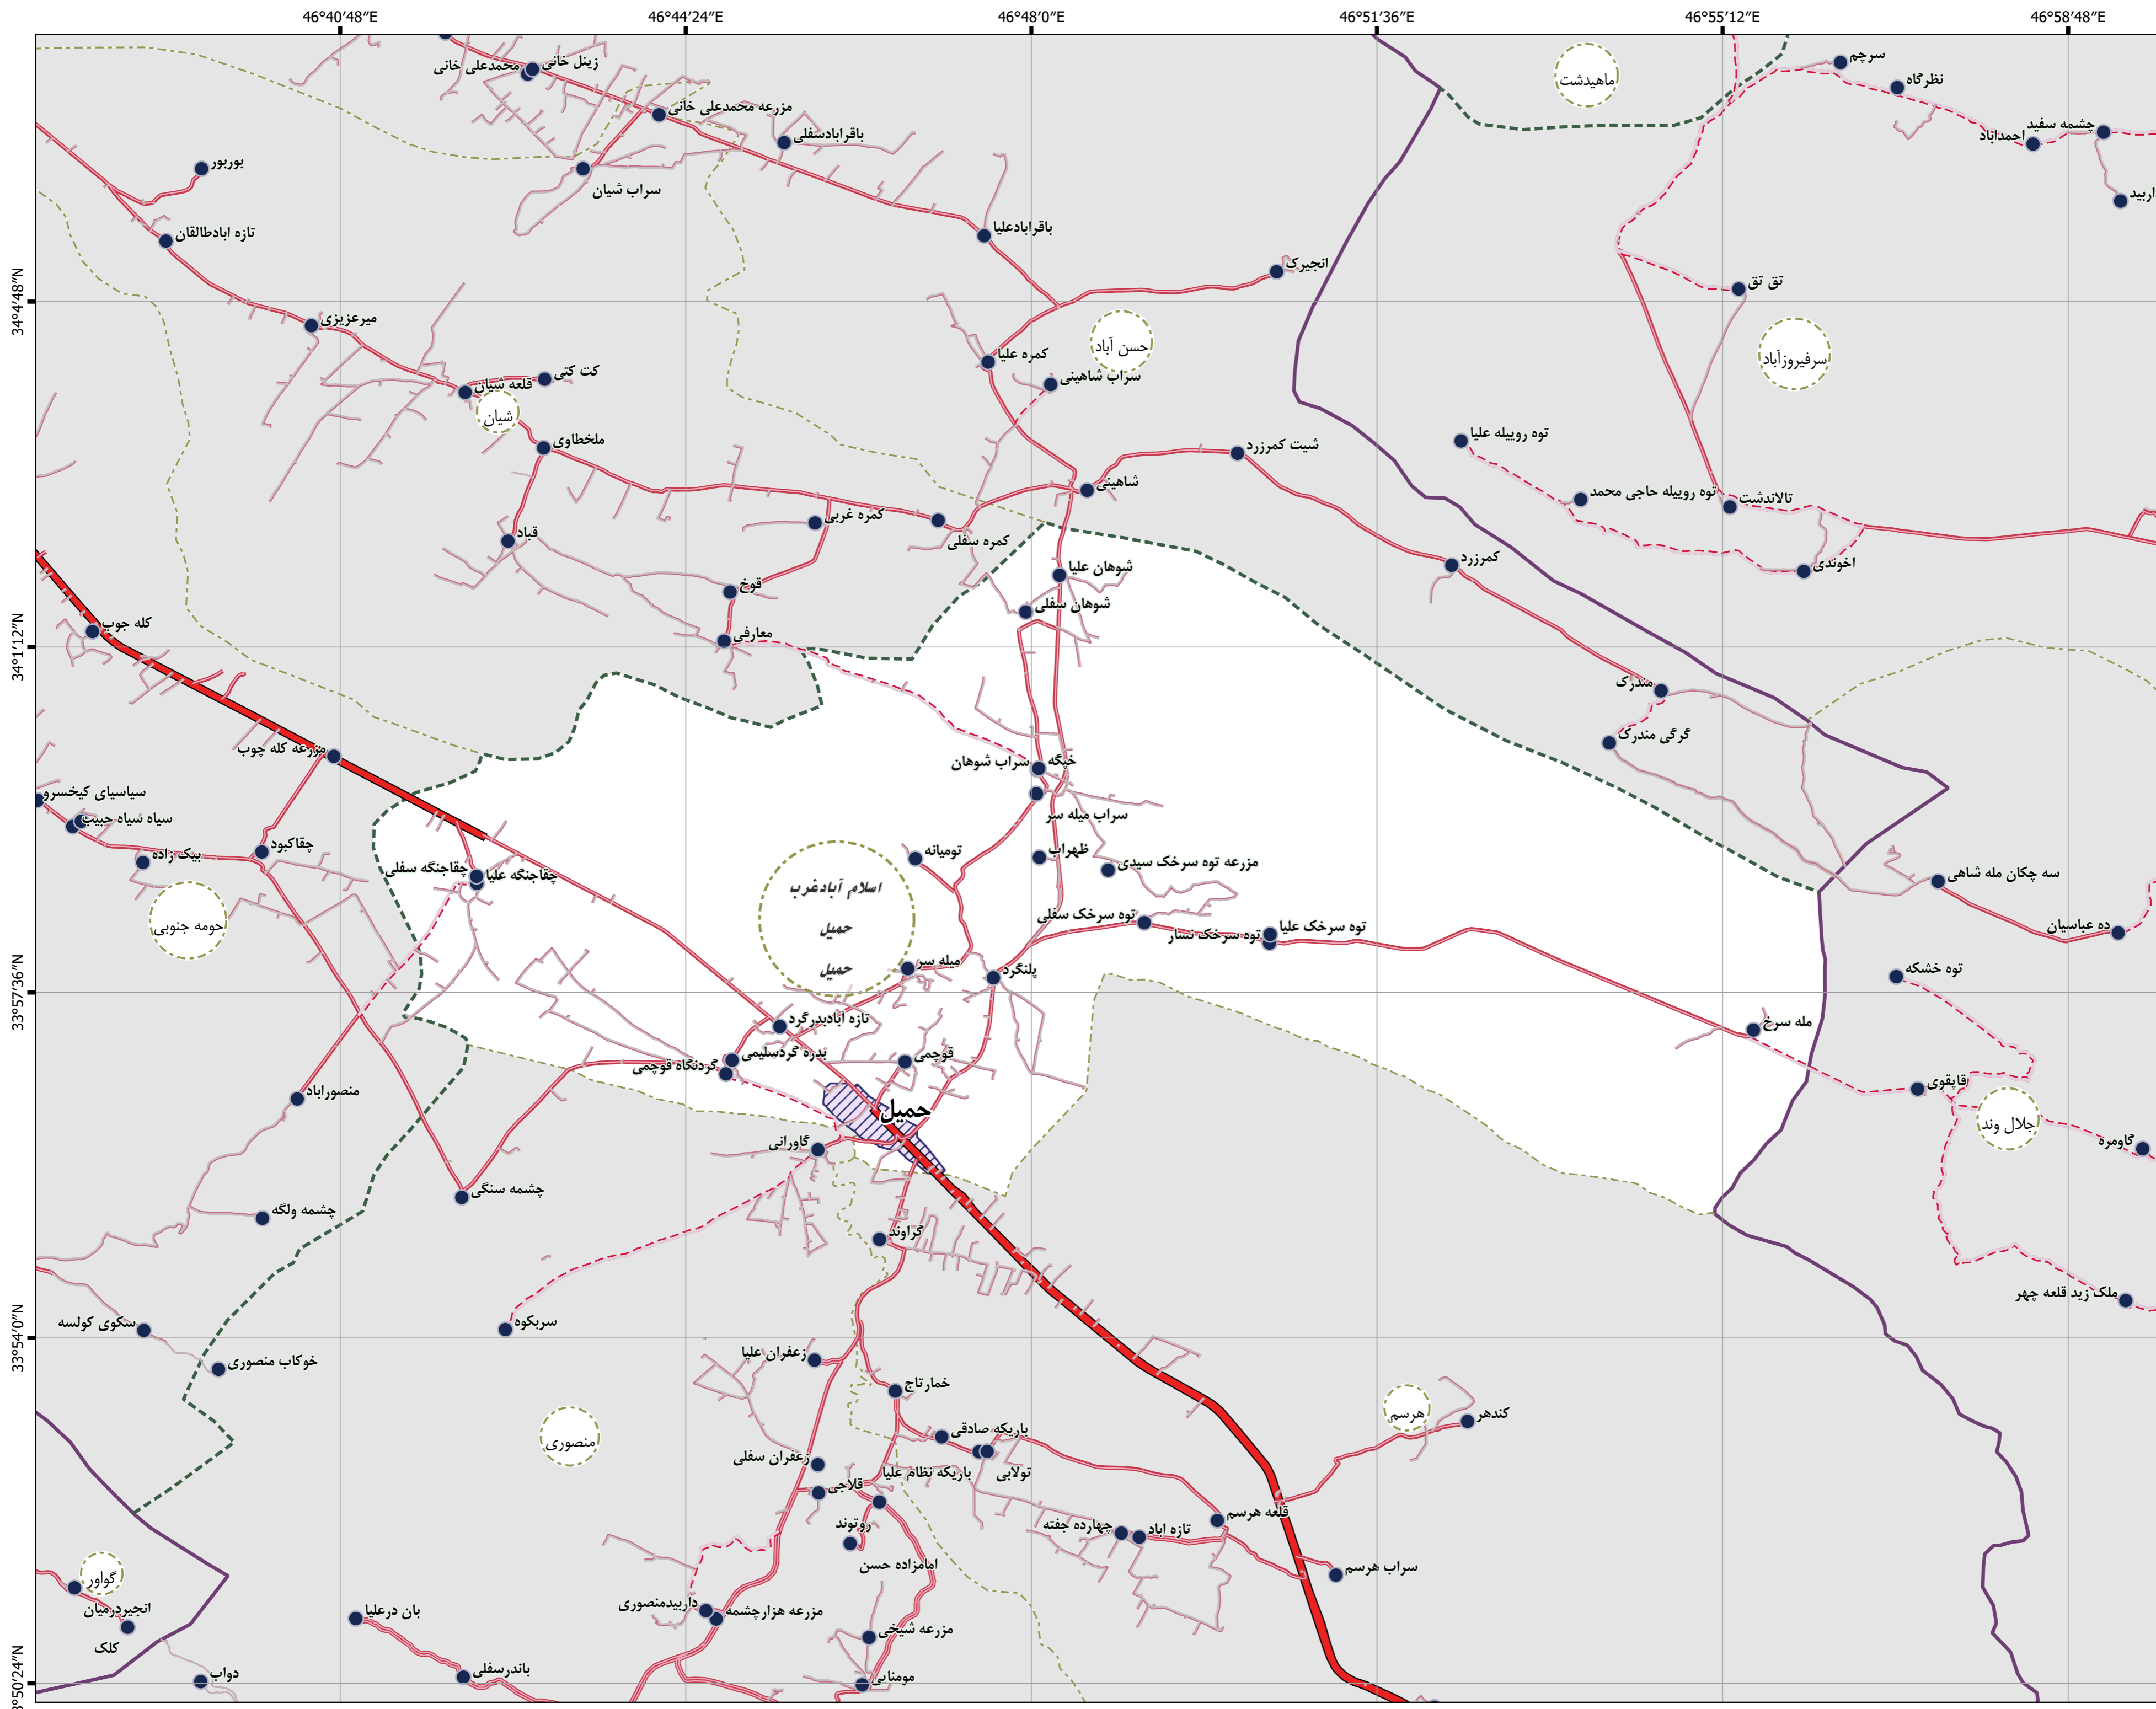 46°40'48"E
46°44'24"E
46°48'0"E
46°51'36"E
46°55'12"E
46°58'48"E
زینل خانی
محمدعلی خانی
ماهیدشت
سرچم
نظرگاه
مزرعه محمدعلی خانی
باقرابادسفلی
چشمه سفید
احمداباد
بوربور
سراب شیان
اربید
تازه ابادطالقان
باقرابادعلیا
انجیرک
تق تق
34°4'48"N
میرعزیزی
حسن آباد
کمره علیا
سرفیروزآباد
سراب شاهینی
کت کتی
قلعه شیان
شیان
ملخطاوی
شیت کمرزرد
توه روبیله علیا
شاهینی
توه روبیله حاجی محمد
تالاندشت
کمره غربی
کمره سفلی
قباد
کمرزرد
اخوندی
شوهان علیا
قوخ
شوهان سفلی
کله جوب
معارفی
34°1'12"N
مندرک
گرگی مندرک
مزرعه کله چوب
خپگه
سراب شوهان
سیاسیای کیخسرو
سیاه سیاه حبیب
سراب میله سر
چقاکبود
بیک زاده
تومیانه
ظهراب
مزرعه توه سرخک سیدی
چقاجنگه سفلی
چقاجنگه علیا
سه چکان مله شاهی
اسلام آبادغرب
حمیل
حمیل
حومه جنوبی
توه سرخک سفلی
توه سرخک علیا
توه سرخک نسار
ده عباسیان
میله سر
پلنگرد
توه خشکه
33°57'36"N
تازه ابادبدرگرد
مله سرخ
بدره گردسلیمی
قوچمی
گردنگاه قوچمی
قاپقوی
منصوراباد
حمیل
جلال وند
گاورانی
گاومره
چشمه سنگی
چشمه ولگه
گراوند
ملک زید قلعه چهر
سکوی کولسه
سربکوه
33°54'0"N
خوکاب منصوری
زعفران علیا
خمارتاج
هرسم
کندهر
منصوری
باریکه صادقی
زعفران سفلی
باریکه نظام علیا
تولابی
قلاجی
روتوند
قلعه هرسم
چهارده جفته
تازه اباد
امامزاده حسن
سراب هرسم
گواور
انجیردرمیان
کلک
بان درعلیا
داربیدمنصوری
مزرعه هزارچشمه
مزرعه شیخی
باندرسفلی
مومنایی
دواب
3°50'24"N